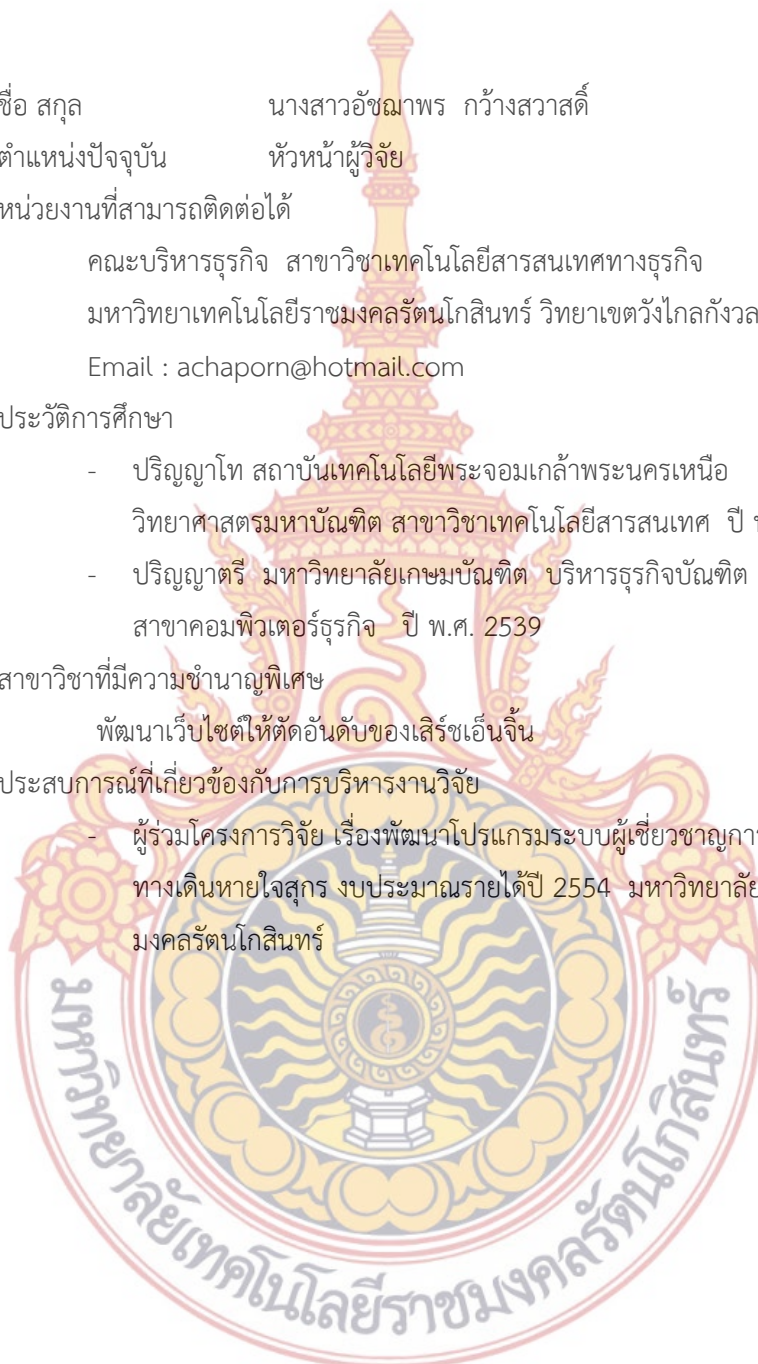 ชื่อ สกุล นางสาวอัชฌาพร กว้างสวาสดิ์
ตำแหน่งปัจจุบัน หัวหน้าผู้วิจัย
หน่วยงานที่สามารถติดต่อได้
คณะบริหารธุรกิจ สาขาวิชาเทคโนโลยีสารสนเทศทางธุรกิจ
มหาวิทยาเทคโนโลยีราชมงคลรัตนโกสินทร์ วิทยาเขตวังไกลกังวล
Email : achaporn@hotmail.com
ประวัติการศึกษา
- ปริญญาโท สถาบันเทคโนโลยีพระจอมเกล้าพระนครเหนือ
วิทยาศาสตรมหาบัณฑิต สาขาวิชาเทคโนโลยีสารสนเทศ ปี
- ปริญญาตรี มหาวิทยาลัยเกษมบัณฑิต บริหารธุรกิจบัณฑิต
สาขาคอมพิวเตอร์ธุรกิจ ปี พ.ศ. 2539
สาขาวิชาที่มีความชำนาญพิเศษ
พัฒนาเว็บไซต์ให้ตัดอันดับของเสิร์ชเอ็นจิ้น
ประสบการณ์ที่เกี่ยวข้องกับการบริหารงานวิจัย
- ผู้ร่วมโครงการวิจัย เรื่องพัฒนาโปรแกรมระบบผู้เชี่ยวชาญการ
ทางเดินหายใจสุกร งบประมาณรายได้ปี 2554 มหาวิทยาลัย
มงคลรัตนโกสินทร์
มหาวิทยาลัยเทคโนโลยีราชมงคลรัตนโกสินทร์